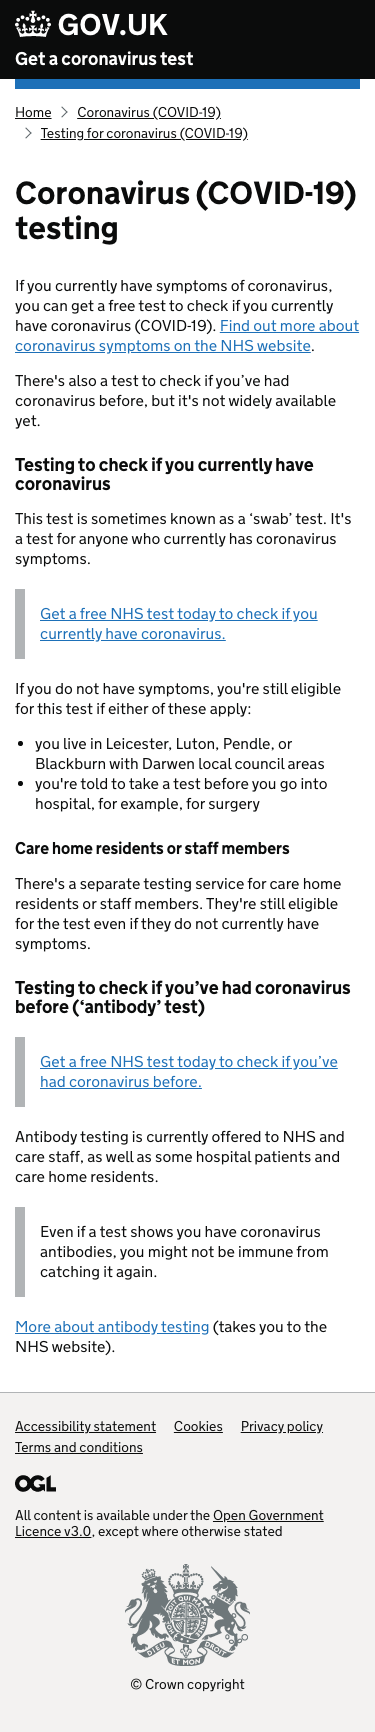 GOV.UK
Get a coronavirus test
Home Coronavirus (COVID-19)
Testing for coronavirus (COVID-19)
Coronavirus (COVID-19)
testing
If you currently have symptoms of coronavirus,
you can get a free test to check if you currently
have coronavirus (COVID-19). Find out more about
coronavirus symptoms on the NHS website.
There's also a test to check if you’ve had
coronavirus before, but it's not widely available
yet.
Testing to check if you currently have
coronavirus
This test is sometimes known as a ‘swab’ test. It's
a test for anyone who currently has coronavirus
symptoms.
Get a free NHS test today to check if you
currently have coronavirus.
If you do not have symptoms, you're still eligible
for this test if either of these apply:
• you live in Leicester, Luton, Pendle, or
Blackburn with Darwen local council areas
• you're told to take a test before you go into
hospital, for example, for surgery
Care home residents or staff members
There's a separate testing service for care home
residents or staff members. They're still eligible
for the test even if they do not currently have
symptoms.
Testing to check if you’ve had coronavirus
before (‘antibody’ test)
Get a free NHS test today to check if you’ve
had coronavirus before.
Antibody testing is currently offered to NHS and
care staff, as well as some hospital patients and
care home residents.
Even if a test shows you have coronavirus
antibodies, you might not be immune from
catching it again.
More about antibody testing (takes you to the
NHS website).
Accessibility statement Cookies Privacy policy
Terms and conditions
OGL
All content is available under the Open Government
Licence v3.0, except where otherwise stated
DIEU ET MON DROIT
© Crown copyright